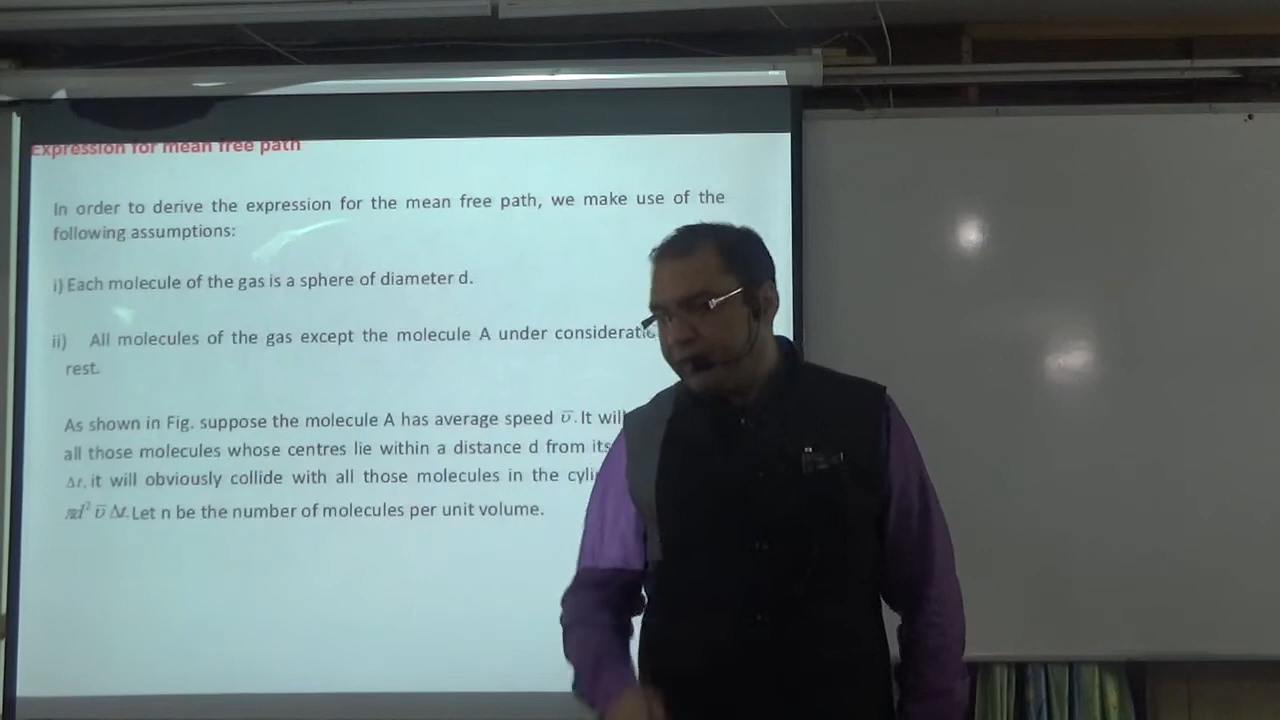 Expression for mean free path
In order to derive the expression for the mean free path, we make use of the
following assumptions:
i) Each molecule of the gas is a sphere of diameter d.
ii) All molecules of the gas except the molecule A under
rest.
As shown in Fig. suppose the molecule A has average speed ῡ. It
all those molecules whose centres lie within a distance d from its
Δt, it will obviously collide with all those molecules in the
πd² ῡ Δt. Let n be the number of molecules per unit volume.